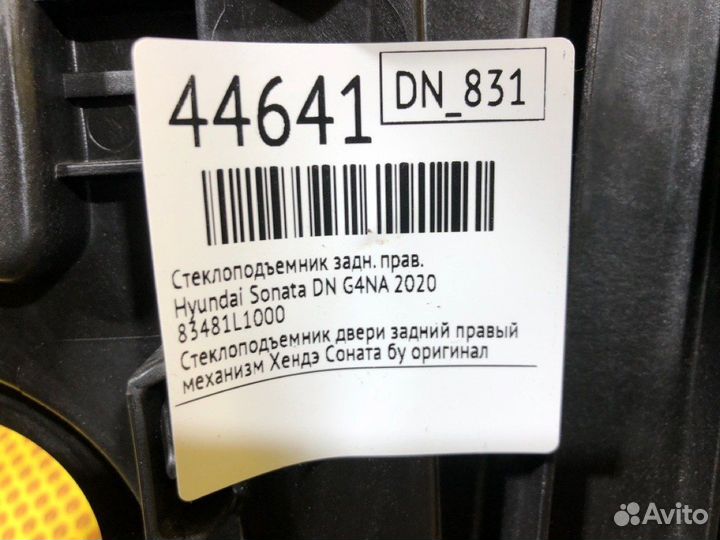 44641
DN_831
Стеклоподъемник задн. прав.
Hyundai Sonata DN G4NA 2020
83481L1000
Стеклоподъемник двери задний правый
механизм Хендэ Соната бу оригинал
Avito